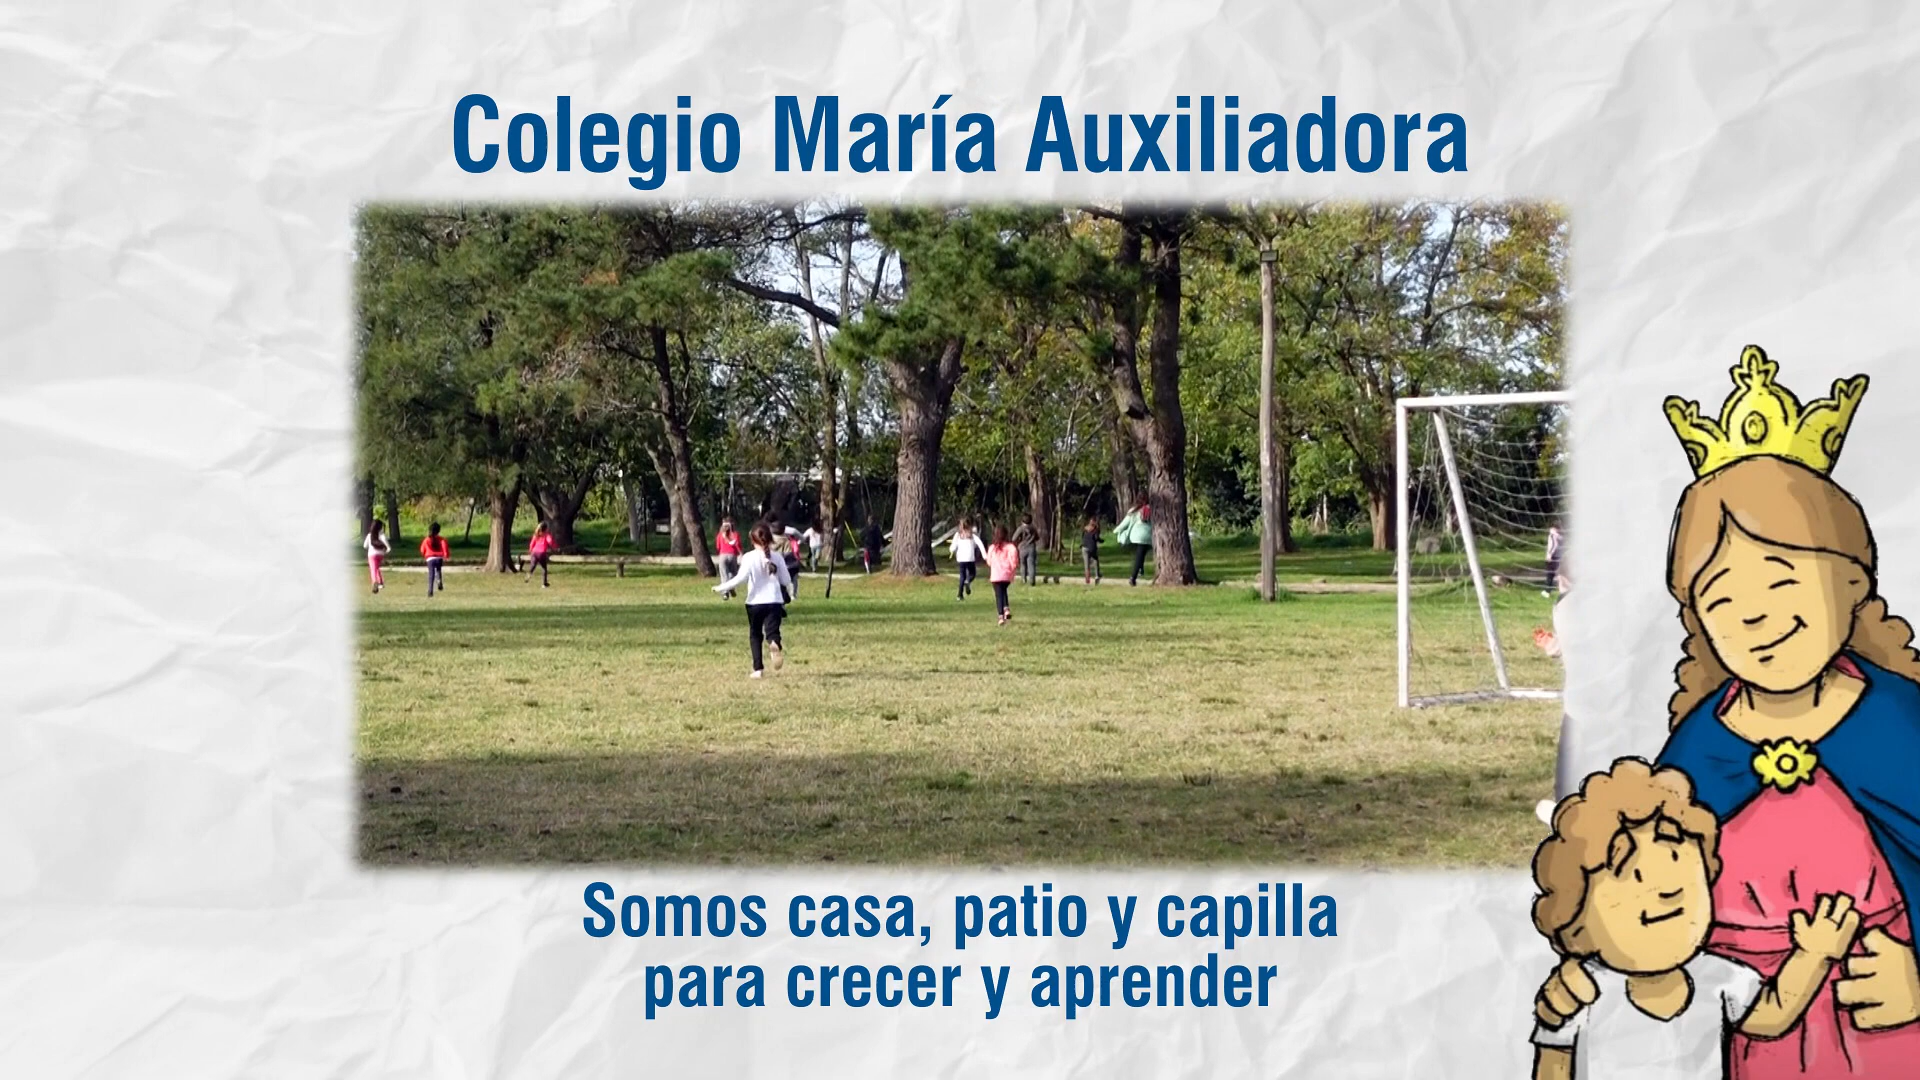 Colegio María Auxiliadora
Somos casa, patio y capilla
para crecer y aprender